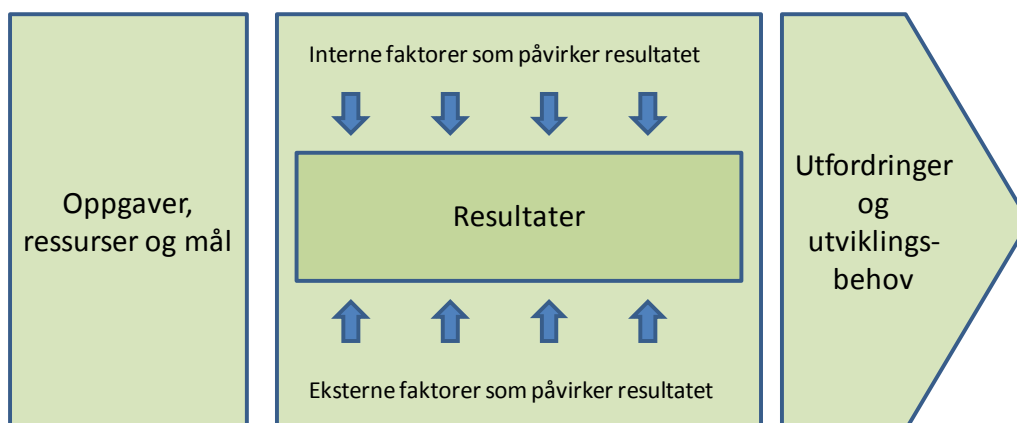 Oppgaver,
ressurser og mål
Interne faktorer som påvirker resultatet
Resultater
Eksterne faktorer som påvirker resultatet
Utfordringer
og
utviklings-
behov